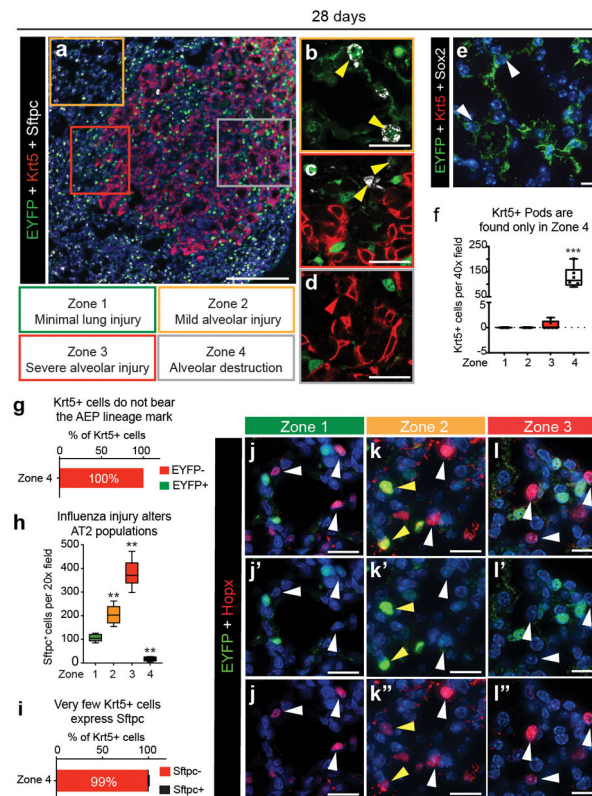 28 days
EYFP + Krt5 + Sftpc
a
b
c
d
EYFP + Krt5 + Sox2
e
Zone 1
Minimal lung injury
Zone 2
Mild alveolar injury
Zone 3
Severe alveolar injury
Zone 4
Alveolar destruction
f
Krt5+ Pods are
found only in Zone 4
Krt5+ cells per 40x field
250
150
50
5
0
-5
***
Zone 1 2 3 4
g
Krt5+ cells do not bear
the AEP lineage mark
% of Krt5+ cells
0 50 100
Zone 4
100%
EYFP-
EYFP+
h
Influenza injury alters
AT2 populations
Sftpc+ cells per 20x field
500
400
300
200
100
0
**
**
**
Zone 1 2 3 4
i
Very few Krt5+ cells
express Sftpc
% of Krt5+ cells
0 50 100
Zone 4
99%
Sftpc-
Sftpc+
EYFP + Hopx
Zone 1 Zone 2 Zone 3
j k l
j' k' l'
j k" l"